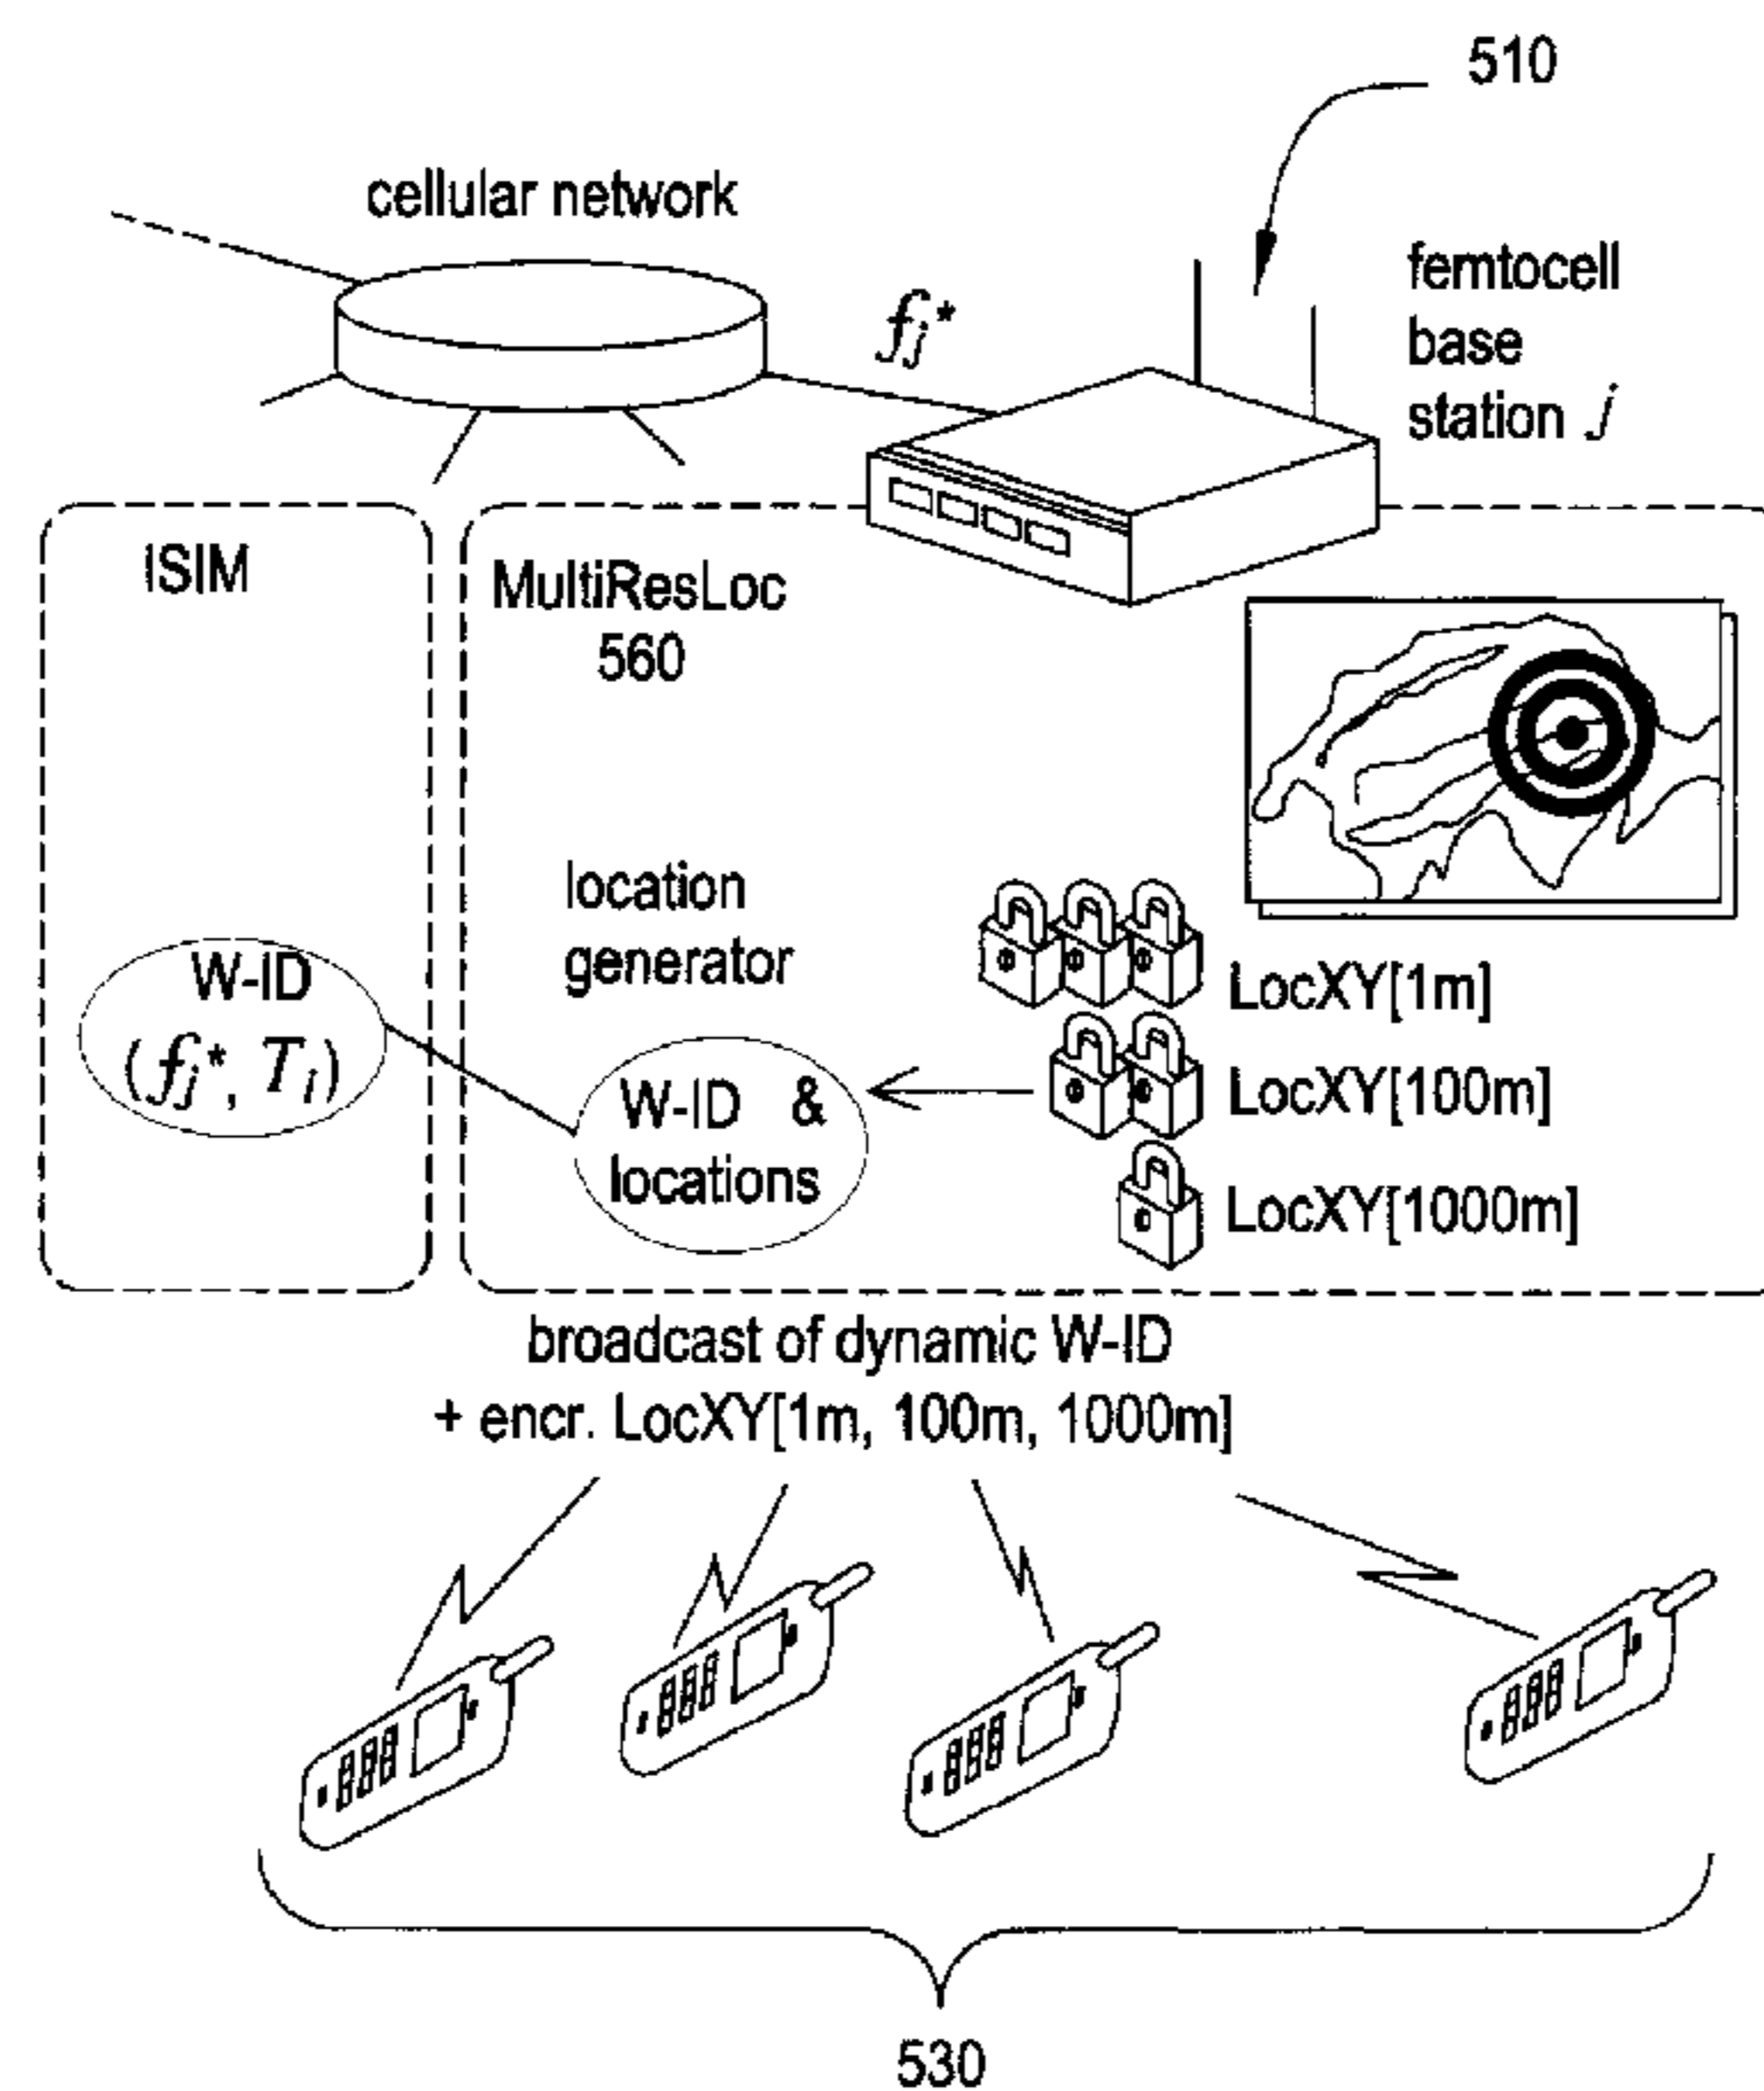 510
cellular network
fj*
femtocell
base
station j
ISIM
MultiResLoc
560
location
generator
W-ID
(fj*, Ti)
W-ID &
locations
LocXY[1m]
LocXY[100m]
LocXY[1000m]
broadcast of dynamic W-ID
+ encr. LocXY[1m, 100m, 1000m]
530